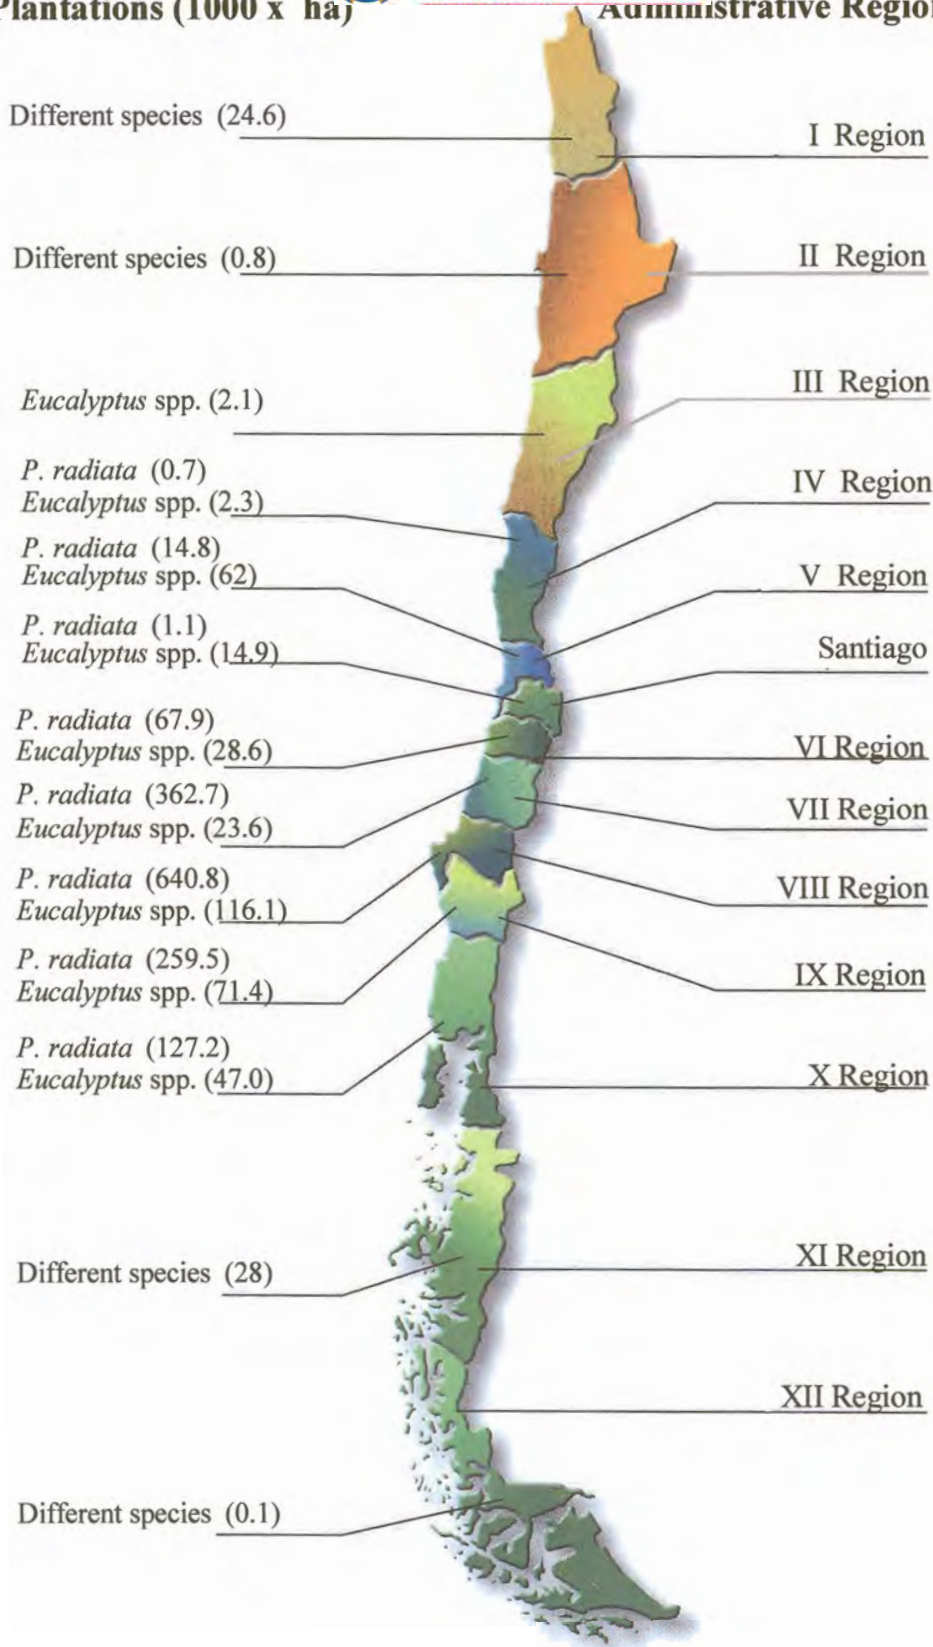 Plantations (1000 x ha)
Administrative Region
Different species (24.6)
I Region
Different species (0.8)
II Region
Eucalyptus spp. (2.1)
III Region
P. radiata (0.7)
Eucalyptus spp. (2.3)
IV Region
P. radiata (14.8)
Eucalyptus spp. (62)
V Region
P. radiata (1.1)
Eucalyptus spp. (14.9)
Santiago
P. radiata (67.9)
Eucalyptus spp. (28.6)
VI Region
P. radiata (362.7)
Eucalyptus spp. (23.6)
VII Region
P. radiata (640.8)
Eucalyptus spp. (116.1)
VIII Region
P. radiata (259.5)
Eucalyptus spp. (71.4)
IX Region
P. radiata (127.2)
Eucalyptus spp. (47.0)
X Region
Different species (28)
XI Region
XII Region
Different species (0.1)